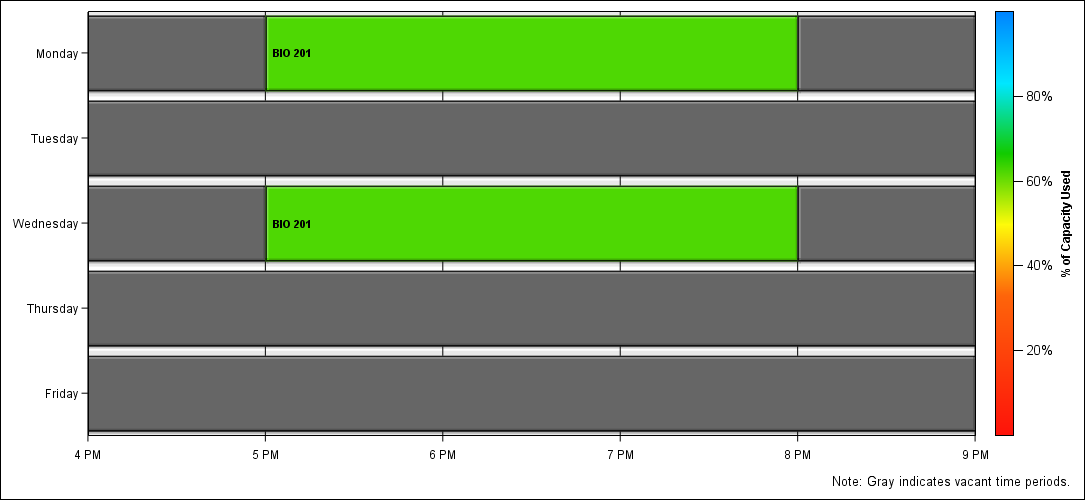 Monday
BIO 201
Tuesday
Wednesday
BIO 201
Thursday
Friday
4 PM
5 PM
6 PM
7 PM
8 PM
9 PM
80%
60%
40%
20%
% of Capacity Used
Note: Gray indicates vacant time periods.